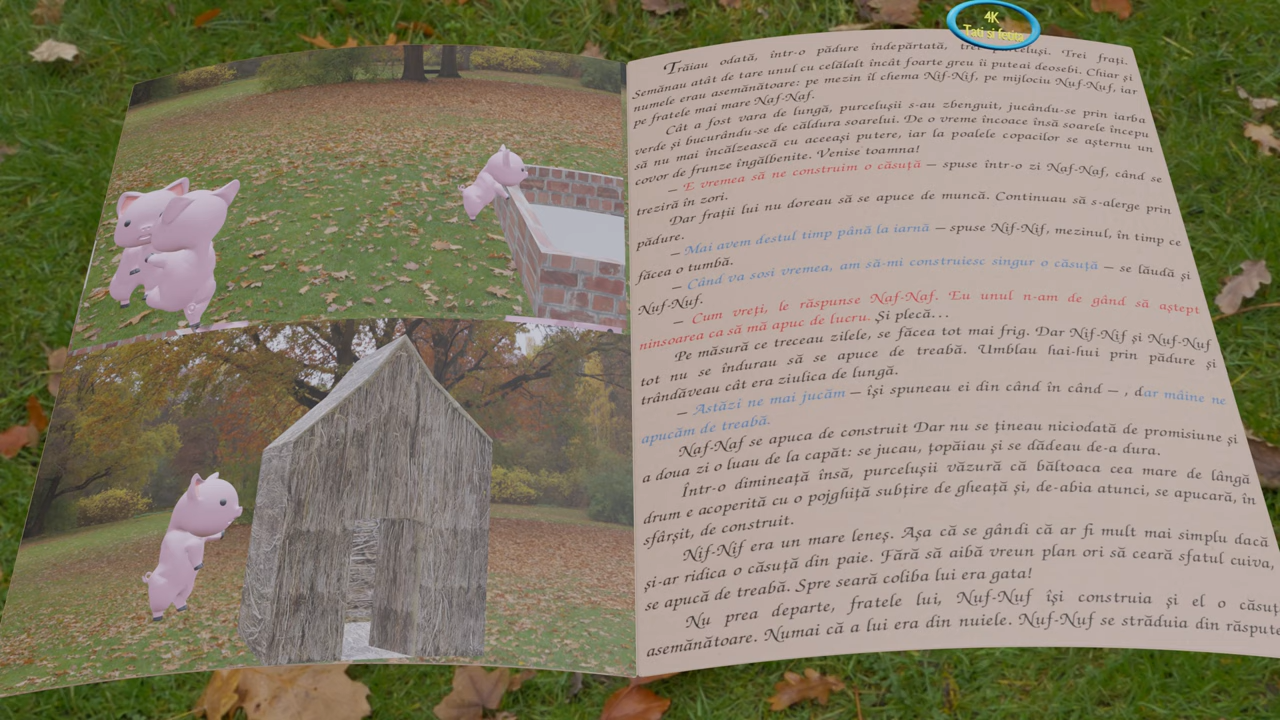 4K
Tati si fetita
Trăiau odată, într-o pădure îndepărtată, trei purceluși. Trei frați.
Semănau atât de tare unul cu celălalt încât foarte greu îi puteai deosebi. Chiar și
numele erau asemănătoare: pe mezin îl chema Nif-Nif, pe mijlociu Nuf-Nuf, iar
pe fratele mai mare Naf-Naf.
Cât a fost vara de lungă, purcelușii s-au zbenguit, jucându-se prin iarba
verde și bucurându-se de căldura soarelui. De o vreme încoace însă soarele începu
să nu mai încălzească cu aceeași putere, iar la poalele copacilor se așternu un
covor de frunze îngălbenite. Venise toamna!
– E vremea să ne construim o căsuță – spuse într-o zi Naf-Naf, când se
treziră în zori.
Dar frații lui nu doreau să se apuce de muncă. Continuau să s-alerge prin
pădure.
– Mai avem destul timp până la iarnă – spuse Nif-Nif, mezinul, în timp ce
făcea o tumbă.
– Când va sosi vremea, am să-mi construiesc singur o căsuță – se lăudă și
Nuf-Nuf.
– Cum vreți, le răspunse Naf-Naf. Eu unul n-am de gând să aștept
ninsoarea ca să mă apuc de lucru. Și plecă...
Pe măsură ce treceau zilele, se făcea tot mai frig. Dar Nif-Nif și Nuf-Nuf
tot nu se îndurau să se apuce de treabă. Umblau hai-hui prin pădure și
trândăveau cât era ziulica de lungă.
– Astăzi ne mai jucăm – își spuneau ei din când în când – , dar mâine ne
apucăm de treabă.
Naf-Naf se apuca de construit Dar nu se țineau niciodată de promisiune și
a doua zi o luau de la capăt: se jucau, țopăiau și se dădeau de-a dura.
Într-o dimineață însă, purcelușii văzură că băltoaca cea mare de lângă
drum e acoperită cu o pojghiță subțire de gheață și, de-abia atunci, se apucară, în
sfârșit, de construit.
Nif-Nif era un mare leneș. Așa că se gândi că ar fi mult mai simplu dacă
și-ar ridica o căsuță din paie. Fără să aibă vreun plan ori să ceară sfatul cuiva,
se apucă de treabă. Spre seară coliba lui era gata!
Nu prea departe, fratele lui, Nuf-Nuf își construia și el o căsuț
asemănătoare. Numai că a lui era din nuiele. Nuf-Nuf se străduia din răspute